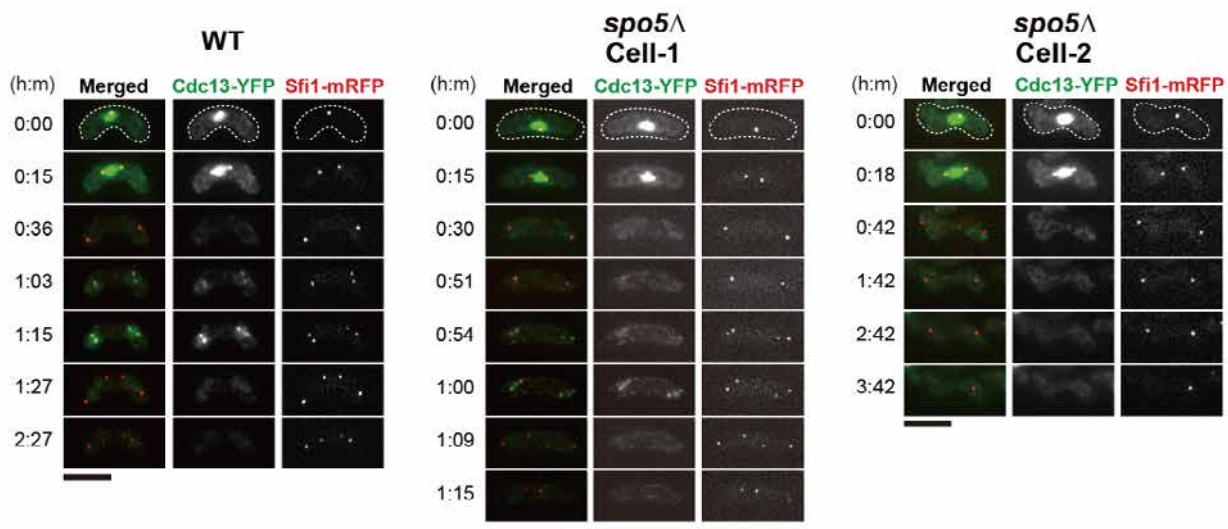 WT
(h:m) Merged Cdc13-YFP Sfi1-mRFP
0:00
0:15
0:36
1:03
1:15
1:27
2:27
spo5Δ
Cell-1
(h:m) Merged Cdc13-YFP Sfi1-mRFP
0:00
0:15
0:30
0:51
0:54
1:00
1:09
1:15
spo5Δ
Cell-2
(h:m) Merged Cdc13-YFP Sfi1-mRFP
0:00
0:18
0:42
1:42
2:42
3:42